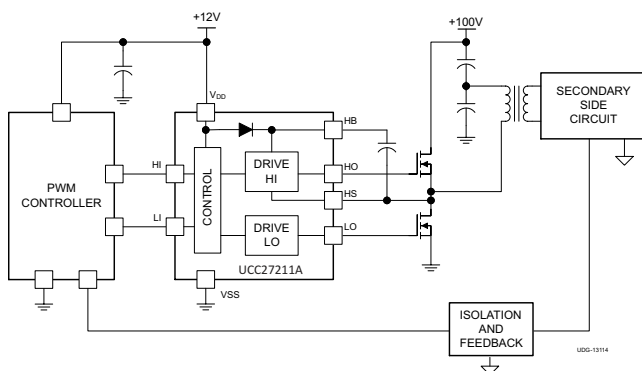 +12V
+100V
VDD
SECONDARY
SIDE
CIRCUIT
HB
HI
DRIVE
HI
HO
PWM
CONTROLLER
CONTROL
HS
LI
DRIVE
LO
LO
UCC27211A
VSS
ISOLATION
AND
FEEDBACK
UDG-13114